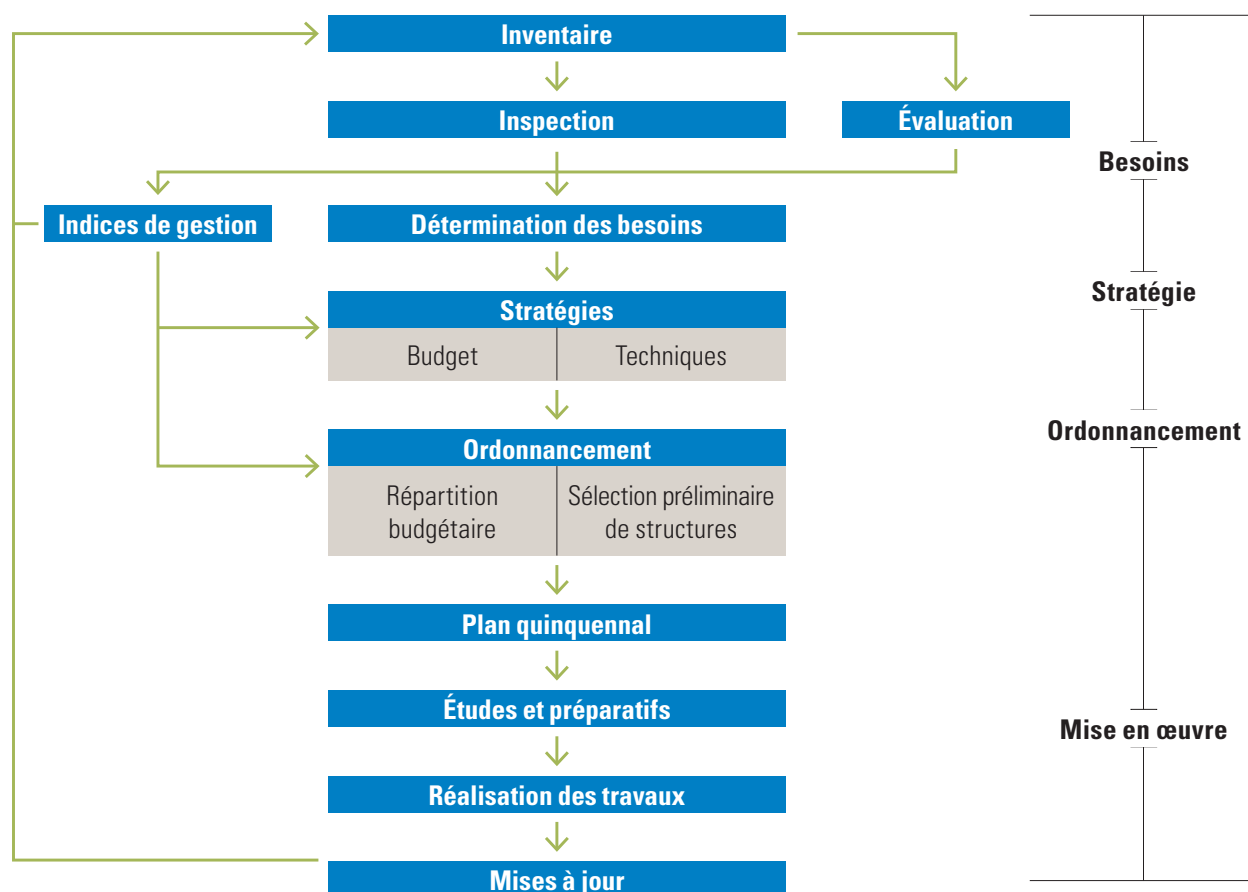 Inventaire
Inspection
Évaluation
Indices de gestion
Détermination des besoins
Stratégies
Budget
Techniques
Ordonnancement
Répartition
budgétaire
Sélection préliminaire
de structures
Plan quinquennal
Études et préparatifs
Réalisation des travaux
Mises à jour
Besoins
Stratégie
Ordonnancement
Mise en œuvre